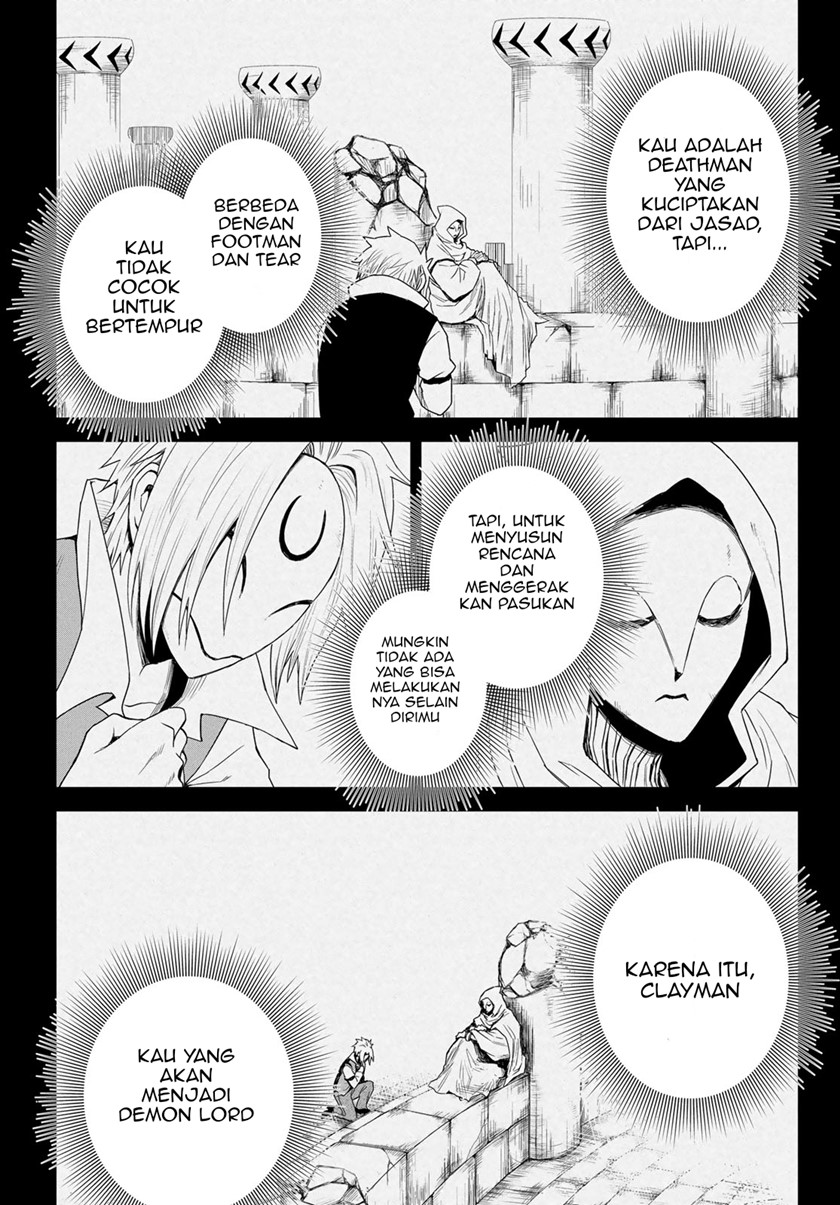 KAU ADALAH
DEATHMAN
YANG
KUCIPTAKAN
DARI JASAD,
TAPI...
BERBEDA
DENGAN
FOOTMAN
DAN TEAR
KAU
TIDAK
COCOK
UNTUK
BERTEMPUR
TAPI, UNTUK
MENYUSUN
RENCANA
DAN
MENGGERAK
KAN PASUKAN
MUNGKIN
TIDAK ADA
YANG BISA
MELAKUKAN
NYA SELAIN
DIRIMU
KARENA ITU,
CLAYMAN
KAU YANG
AKAN
MENJADI
DEMON LORD